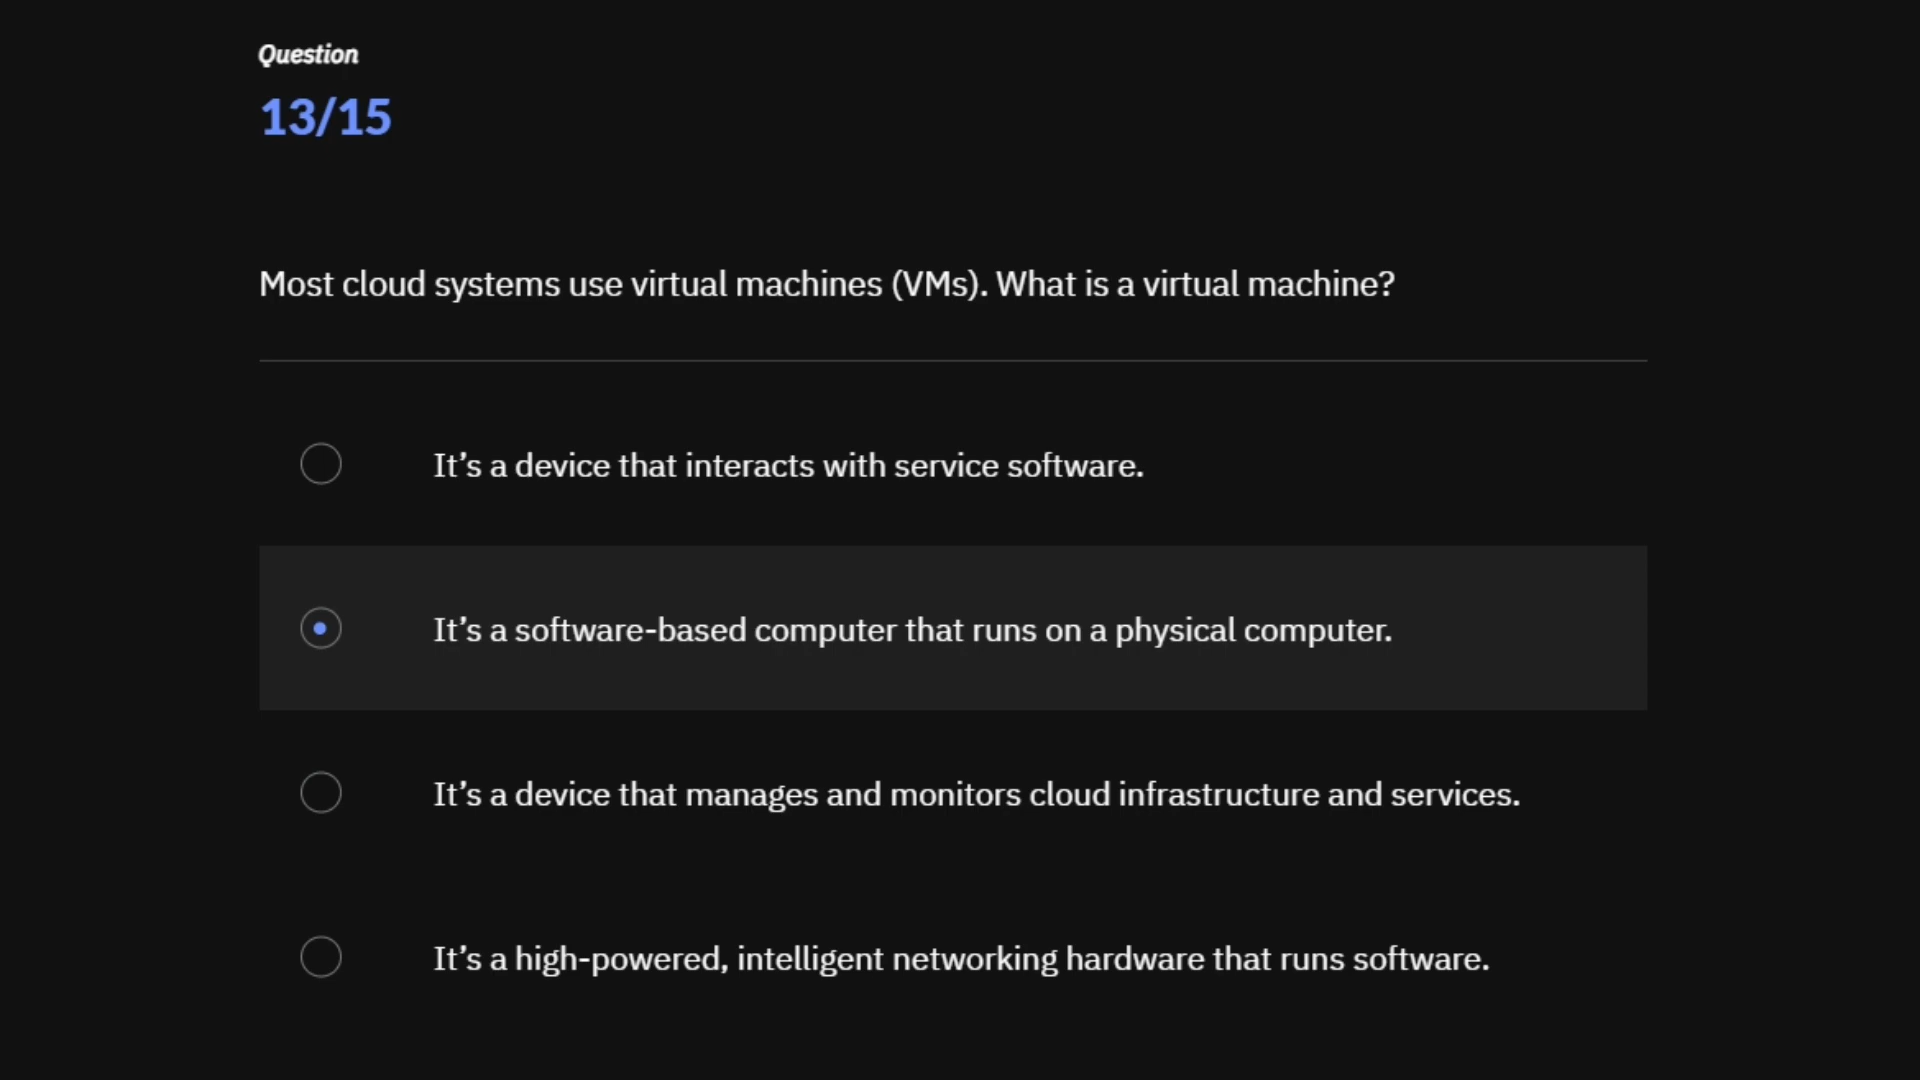 Question
13/15
Most cloud systems use virtual machines (VMs). What is a virtual machine?
It’s a device that interacts with service software.
It’s a software-based computer that runs on a physical computer.
It’s a device that manages and monitors cloud infrastructure and services.
It’s a high-powered, intelligent networking hardware that runs software.